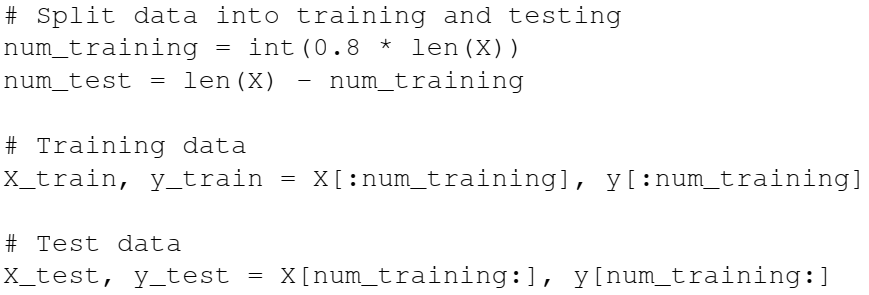 # Split data into training and testing
num_training = int(0.8 * len(X))
num_test = len(X) - num_training

# Training data
X_train, y_train = X[:num_training], y[:num_training]

# Test data
X_test, y_test = X[num_training:], y[num_training:]